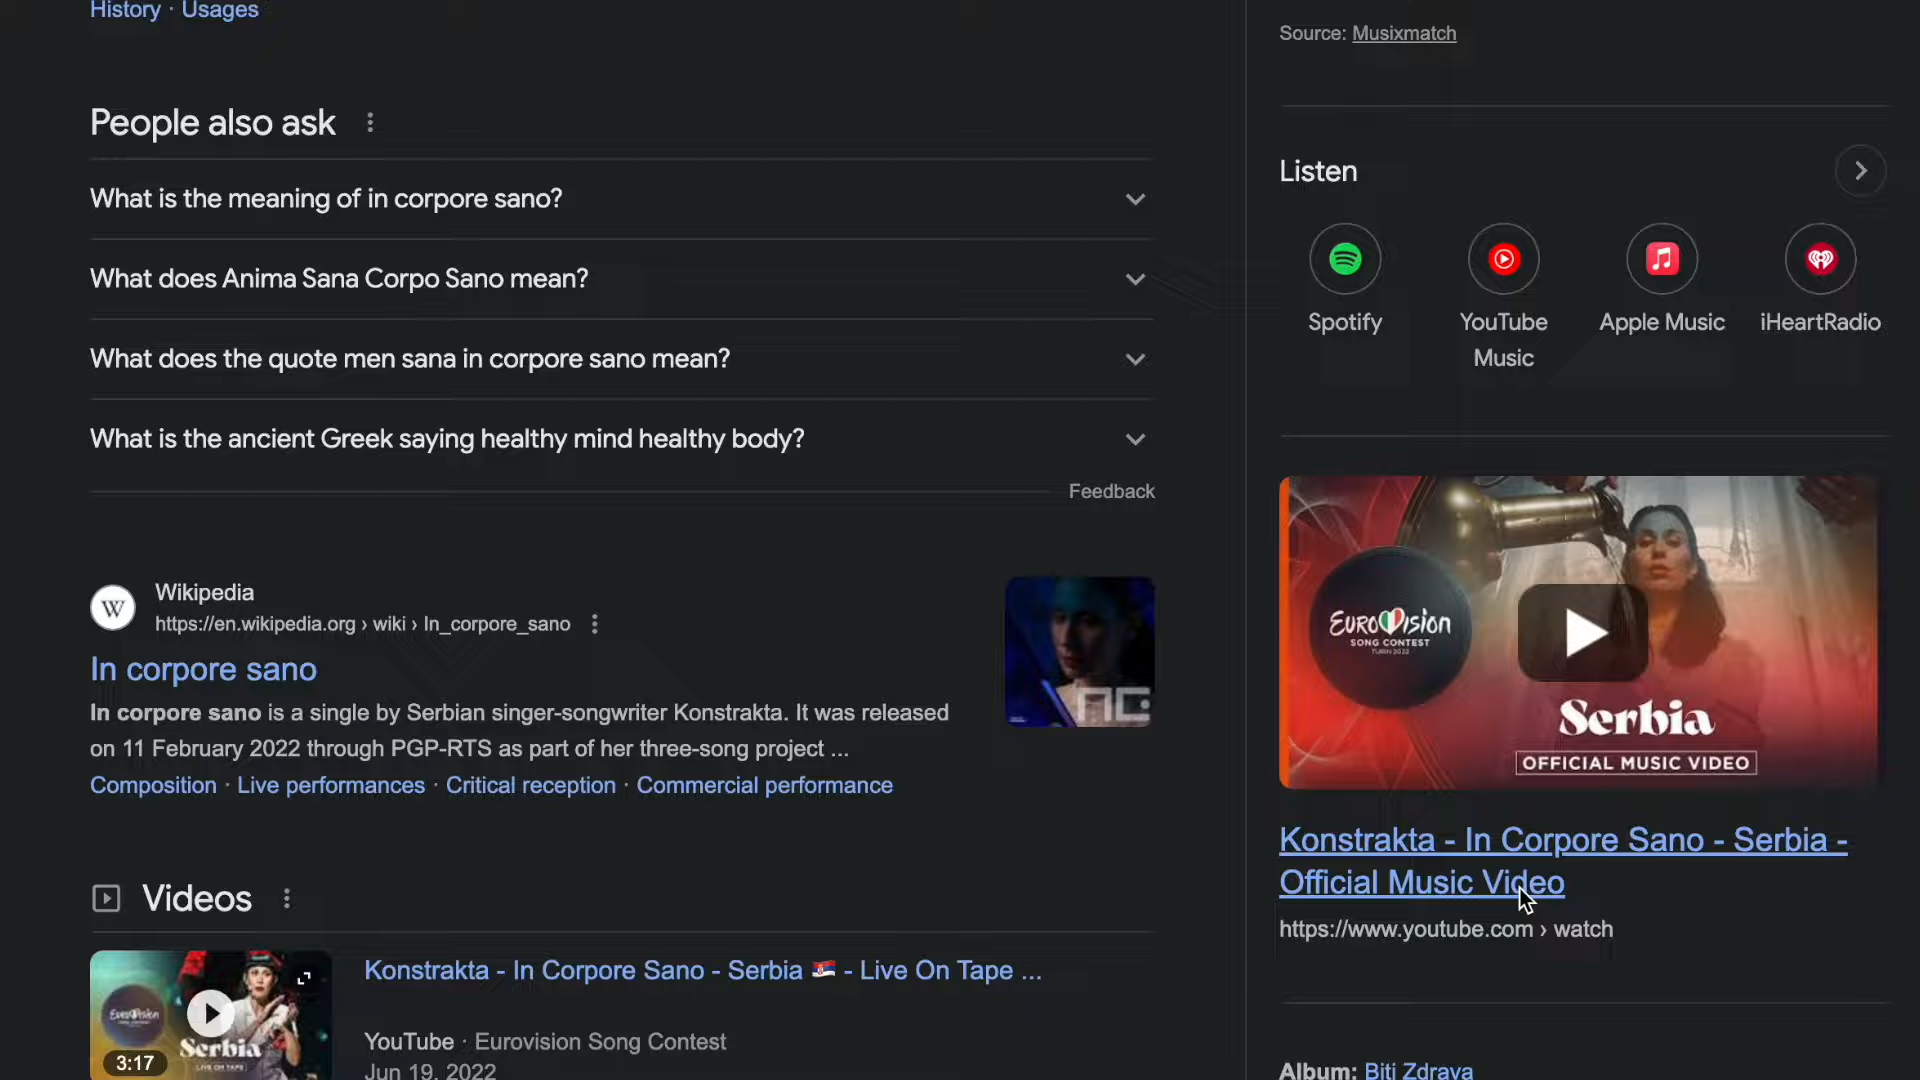 History · Usages
People also ask
What is the meaning of in corpore sano?
What does Anima Sana Corpo Sano mean?
What does the quote men sana in corpore sano mean?
What is the ancient Greek saying healthy mind healthy body?
Feedback
W
Wikipedia
https://en.wikipedia.org › wiki › In_corpore_sano
In corpore sano
In corpore sano is a single by Serbian singer-songwriter Konstrakta. It was released
on 11 February 2022 through PGP-RTS as part of her three-song project ...
Composition · Live performances · Critical reception · Commercial performance
Videos
EUROVISION
Serbia
LIVE ON TAPE
3:17
Konstrakta - In Corpore Sano - Serbia 🇷🇸 - Live On Tape ...
YouTube · Eurovision Song Contest
Jun 19, 2022
Source: Musixmatch
Listen
Spotify
YouTube
Music
Apple Music
iHeartRadio
EUROVISION
SONG CONTEST
TURIN 2022
Serbia
OFFICIAL MUSIC VIDEO
Konstrakta - In Corpore Sano - Serbia -
Official Music Video
https://www.youtube.com › watch
Album: Biti Zdrava